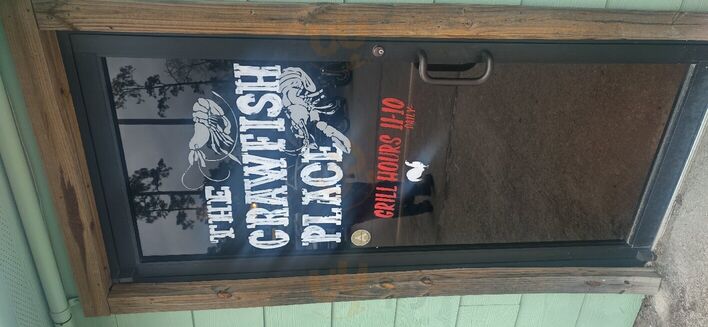 THE
CRAWFISH
PLACE
GRILL HOURS 11-10
DAILY
A